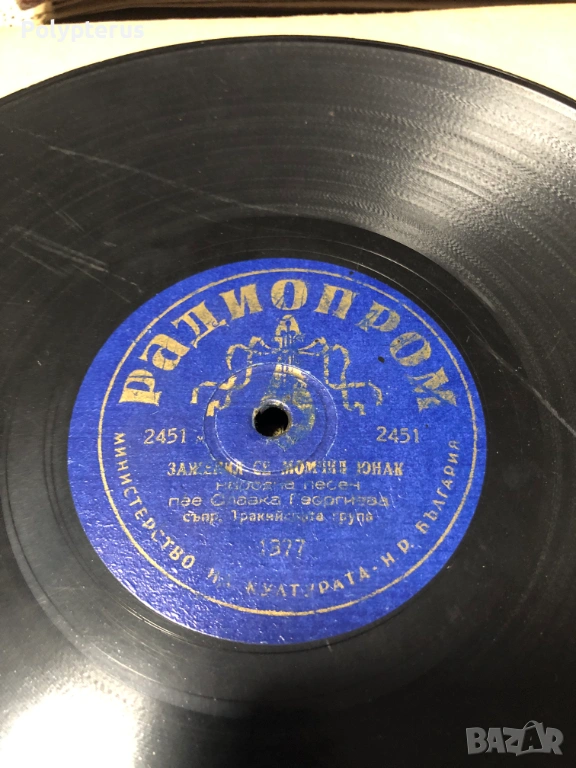 Polypterus
РАДИОПРОМ
2451 2451
ЗАЖЕНИЛ СЕ МОМЧИЛ ЮНАК
народна песен
пее Славка Георгиева
съпр. Тракийската група
1377
МИНИСТЕРСТВО НА КУЛТУРАТА - Н.Р. БЪЛГАРИЯ
BAZAR